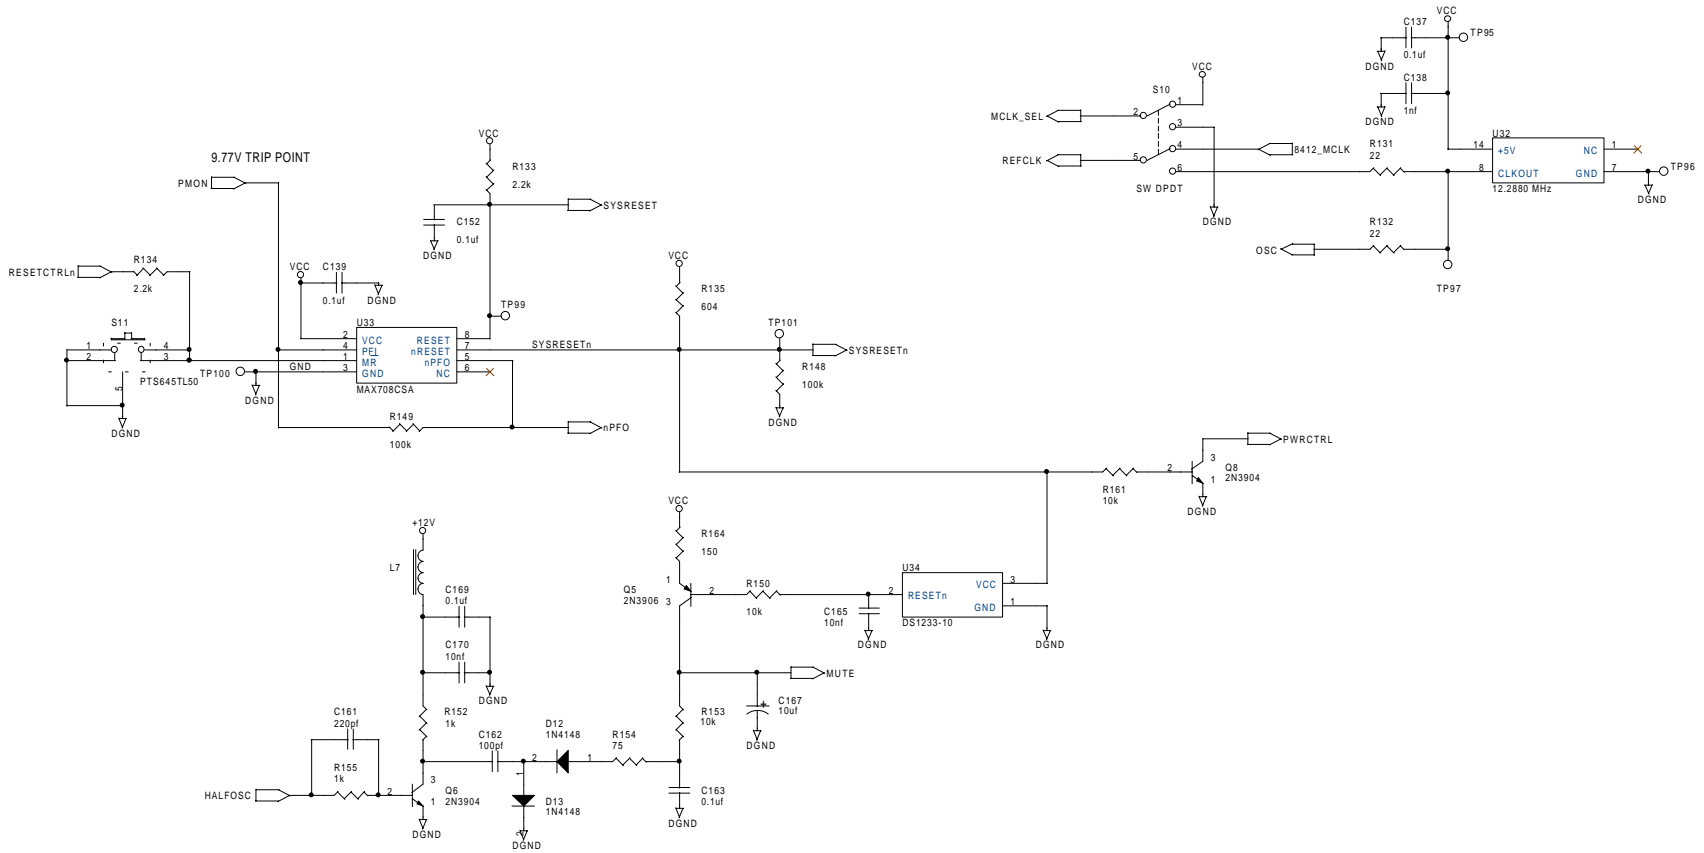 VCC
C137
0.1uf
TP95
DGND
C138
1nf
DGND
VCC
S10
MCLK_SEL
2
1
3
4
5
6
REFCLK
8412_MCLK
SW DPDT
DGND
R131
22
U32
14
+5V
NC
1
8
CLKOUT
GND
7
12.2880 MHz
TP96
DGND
R132
22
OSC
TP97
9.77V TRIP POINT
PMON
VCC
R133
2.2k
SYSRESET
C152
0.1uf
DGND
RESETCTRLn
R134
2.2k
VCC
C139
0.1uf
DGND
VCC
R135
604
TP99
S11
1
4
2
3
5
PTS645TL50
DGND
U33
2
VCC
RESET
8
4
PFI
nRESET
7
1
MR
nPFO
5
3
GND
NC
6
MAX708CSA
TP100
GND
DGND
SYSRESETn
TP101
SYSRESETn
R148
100k
DGND
R149
100k
nPFO
PWRCTRL
R161
10k
2
3
1
Q8
2N3904
DGND
+12V
L7
C169
0.1uf
C170
10nf
DGND
VCC
R164
150
Q5
2N3906
1
3
2
R150
10k
C165
10nf
DGND
U34
2
RESETn
VCC
3
GND
1
DS1233-10
DGND
MUTE
R153
10k
C167
10uf
+
DGND
R152
1k
C161
220pf
R155
1k
HALFOSC
2
3
1
Q6
2N3904
DGND
C162
100pf
D12
1N4148
2
1
R154
75
1
D13
1N4148
2
DGND
C163
0.1uf
DGND